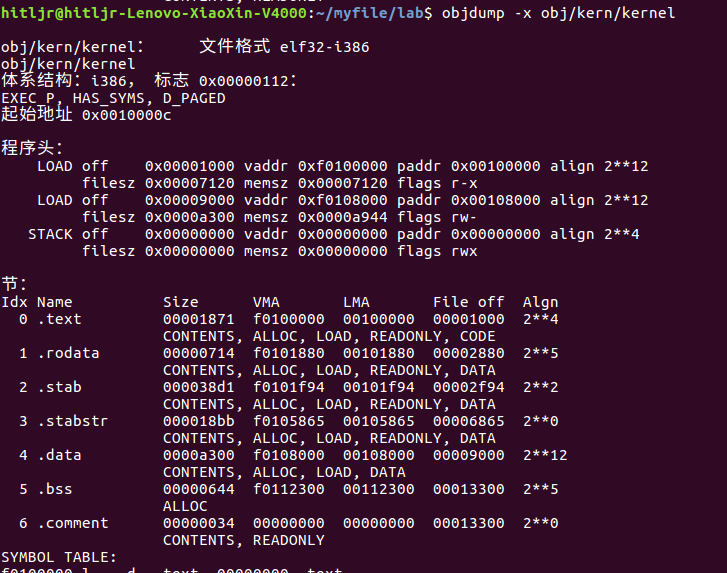 CONTENTS, READONLY
hitljr@hitljr-Lenovo-XiaoXin-V4000:~/myfile/lab$ objdump -x obj/kern/kernel
obj/kern/kernel：     文件格式 elf32-i386
obj/kern/kernel
体系结构：i386， 标志 0x00000112：
EXEC_P, HAS_SYMS, D_PAGED
起始地址 0x0010000c
程序头：
    LOAD off    0x00001000 vaddr 0xf0100000 paddr 0x00100000 align 2**12
         filesz 0x00007120 memsz 0x00007120 flags r-x
    LOAD off    0x00009000 vaddr 0xf0108000 paddr 0x00108000 align 2**12
         filesz 0x0000a300 memsz 0x0000a944 flags rw-
   STACK off    0x00000000 vaddr 0x00000000 paddr 0x00000000 align 2**4
         filesz 0x00000000 memsz 0x00000000 flags rwx
节：
Idx Name          Size      VMA       LMA       File off  Algn
  0 .text         00001871  f0100000  00100000  00001000  2**4
                  CONTENTS, ALLOC, LOAD, READONLY, CODE
  1 .rodata       00000714  f0101880  00101880  00002880  2**5
                  CONTENTS, ALLOC, LOAD, READONLY, DATA
  2 .stab         000038d1  f0101f94  00101f94  00002f94  2**2
                  CONTENTS, ALLOC, LOAD, READONLY, DATA
  3 .stabstr      000018bb  f0105865  00105865  00006865  2**0
                  CONTENTS, ALLOC, LOAD, READONLY, DATA
  4 .data         0000a300  f0108000  00108000  00009000  2**12
                  CONTENTS, ALLOC, LOAD, DATA
  5 .bss          00000644  f0112300  00112300  00013300  2**5
                  ALLOC
  6 .comment      00000034  00000000  00000000  00013300  2**0
                  CONTENTS, READONLY
SYMBOL TABLE:
f0100000 l    d  .text  00000000 .text